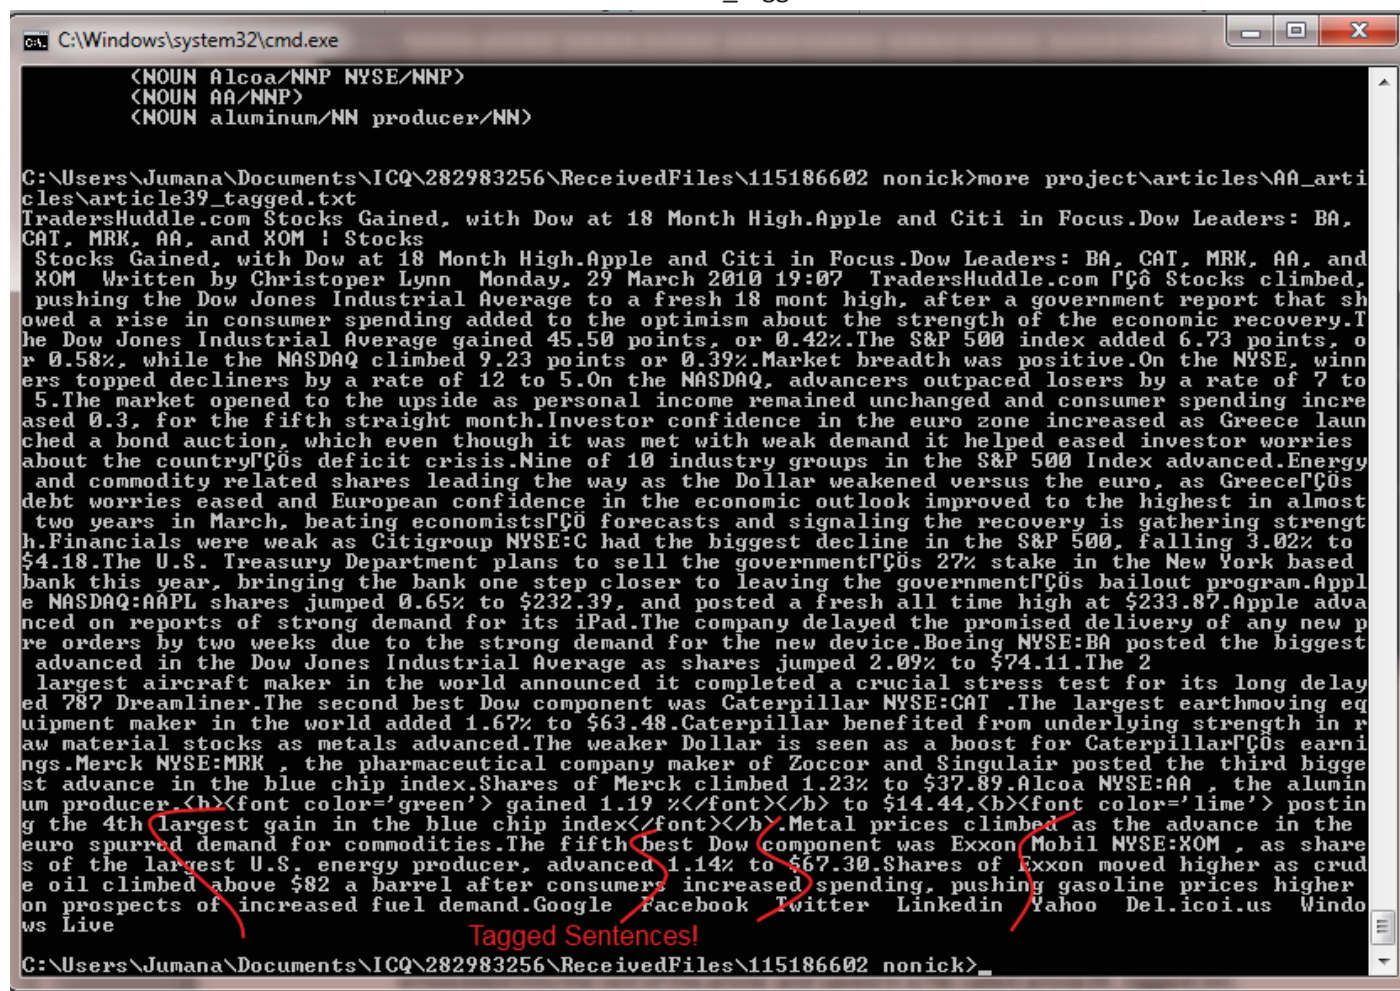 C:\Windows\system32\cmd.exe
(NOUN Alcoa/NNP NYSE/NNP)
(NOUN AA/NNP)
(NOUN aluminum/NN producer/NN)
C:\Users\Jumana\Documents\ICQ\282983256\ReceivedFiles\115186602 nonick>more project\articles\AA_arti
cles\article39_tagged.txt
TradersHuddle.com Stocks Gained, with Dow at 18 Month High.Apple and Citi in Focus.Dow Leaders: BA,
CAT, MRK, AA, and XOM ¦ Stocks
Stocks Gained, with Dow at 18 Month High.Apple and Citi in Focus.Dow Leaders: BA, CAT, MRK, AA, and
XOM  Written by Christoper Lynn  Monday, 29 March 2010 19:07  TradersHuddle.com ΓÇô Stocks climbed,
pushing the Dow Jones Industrial Average to a fresh 18 mont high, after a government report that sh
owed a rise in consumer spending added to the optimism about the strength of the economic recovery.T
he Dow Jones Industrial Average gained 45.50 points, or 0.42%.The S&P 500 index added 6.73 points, o
r 0.58%, while the NASDAQ climbed 9.23 points or 0.39%.Market breadth was positive.On the NYSE, winn
ers topped decliners by a rate of 12 to 5.On the NASDAQ, advancers outpaced losers by a rate of 7 to
5.The market opened to the upside as personal income remained unchanged and consumer spending incre
ased 0.3, for the fifth straight month.Investor confidence in the euro zone increased as Greece laun
ched a bond auction, which even though it was met with weak demand it helped eased investor worries
about the countryΓÇÖs deficit crisis.Nine of 10 industry groups in the S&P 500 Index advanced.Energy
and commodity related shares leading the way as the Dollar weakened versus the euro, as GreeceΓÇÖs
debt worries eased and European confidence in the economic outlook improved to the highest in almost
two years in March, beating economistsΓÇÖ forecasts and signaling the recovery is gathering strengt
h.Financials were weak as Citigroup NYSE:C had the biggest decline in the S&P 500, falling 3.02% to
$4.18.The U.S. Treasury Department plans to sell the governmentΓÇÖs 27% stake in the New York based
bank this year, bringing the bank one step closer to leaving the governmentΓÇÖs bailout program.Appl
e NASDAQ:AAPL shares jumped 0.65% to $232.39, and posted a fresh all time high at $233.87.Apple adva
nced on reports of strong demand for its iPad.The company delayed the promised delivery of any new p
re orders by two weeks due to the strong demand for the new device.Boeing NYSE:BA posted the biggest
advanced in the Dow Jones Industrial Average as shares jumped 2.09% to $74.11.The 2
largest aircraft maker in the world announced it completed a crucial stress test for its long delay
ed 787 Dreamliner.The second best Dow component was Caterpillar NYSE:CAT .The largest earthmoving eq
uipment maker in the world added 1.67% to $63.48.Caterpillar benefited from underlying strength in r
aw material stocks as metals advanced.The weaker Dollar is seen as a boost for CaterpillarΓÇÖs earni
ngs.Merck NYSE:MRK , the pharmaceutical company maker of Zoccor and Singulair posted the third bigge
st advance in the blue chip index.Shares of Merck climbed 1.23% to $37.89.Alcoa NYSE:AA , the alumin
um producer,<b><font color='green'> gained 1.19 %</font></b> to $14.44,<b><font color='lime'> postin
g the 4th largest gain in the blue chip index</font></b>.Metal prices climbed as the advance in the
euro spurred demand for commodities.The fifth best Dow component was Exxon Mobil NYSE:XOM , as share
s of the largest U.S. energy producer, advanced 1.14% to $67.30.Shares of Exxon moved higher as crud
e oil climbed above $82 a barrel after consumers increased spending, pushing gasoline prices higher
on prospects of increased fuel demand.Google  Facebook  Twitter  Linkedin  Yahoo  Del.icoi.us  Windo
ws Live
Tagged Sentences!
C:\Users\Jumana\Documents\ICQ\282983256\ReceivedFiles\115186602 nonick>_